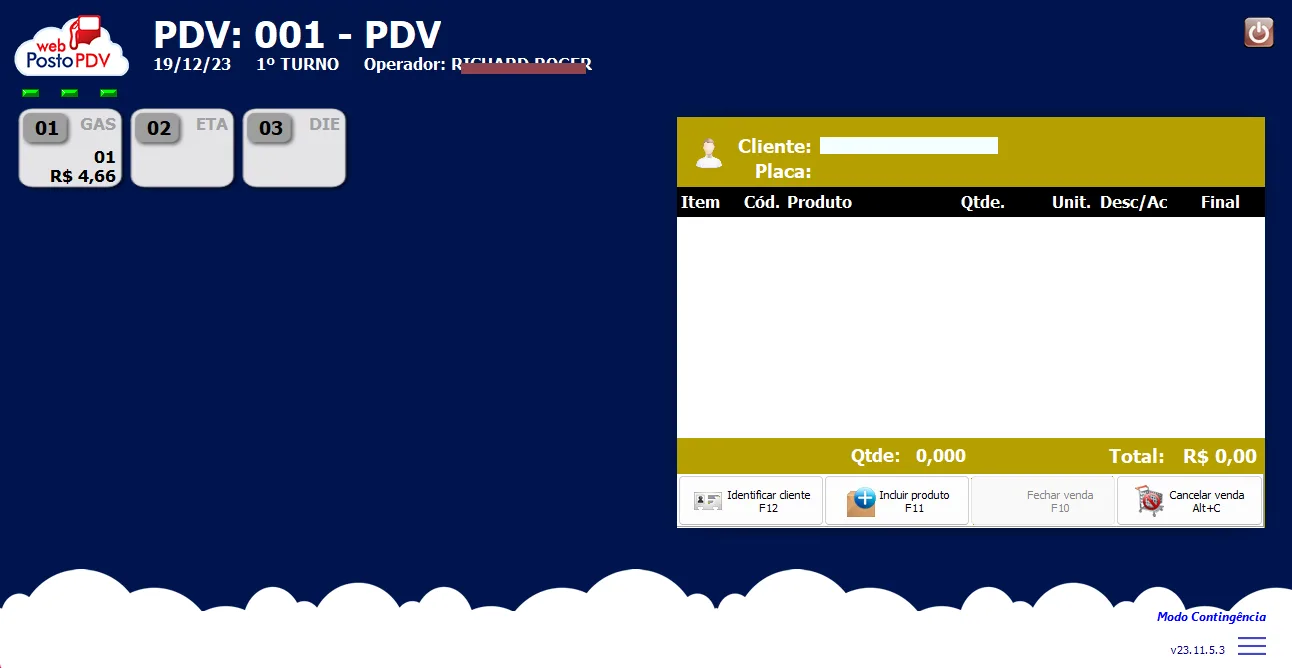 web
PostoPDV
PDV: 001 - PDV
19/12/23 1º TURNO Operador:
01 GAS
01
R$ 4,66
02 ETA
03 DIE
Cliente:
Placa:
Item Cód. Produto Qtde. Unit. Desc/Ac Final
Qtde: 0,000 Total: R$ 0,00
Identificar cliente
F12
Incluir produto
F11
Fechar venda
F10
Cancelar venda
Alt+C
Modo Contingência
v23.11.5.3